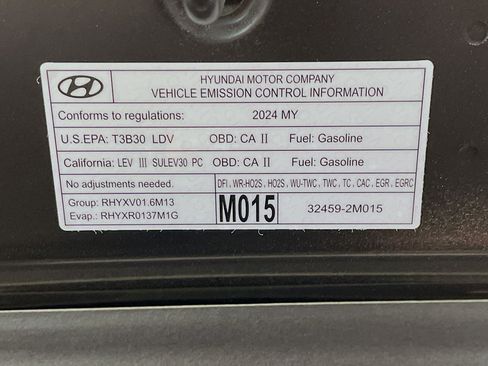 HYUNDAI MOTOR COMPANY
VEHICLE EMISSION CONTROL INFORMATION
Conforms to regulations: 2024 MY
U.S.EPA: T3B30 LDV OBD: CA II Fuel: Gasoline
California: LEV III SULEV30 PC OBD: CA II Fuel: Gasoline
No adjustments needed. DFI, WR-HO2S, HO2S, WU-TWC, TWC, TC, CAC, EGR, EGRC
Group: RHYXV01.6M13
Evap.: RHYXR0137M1G
M015 32459-2M015